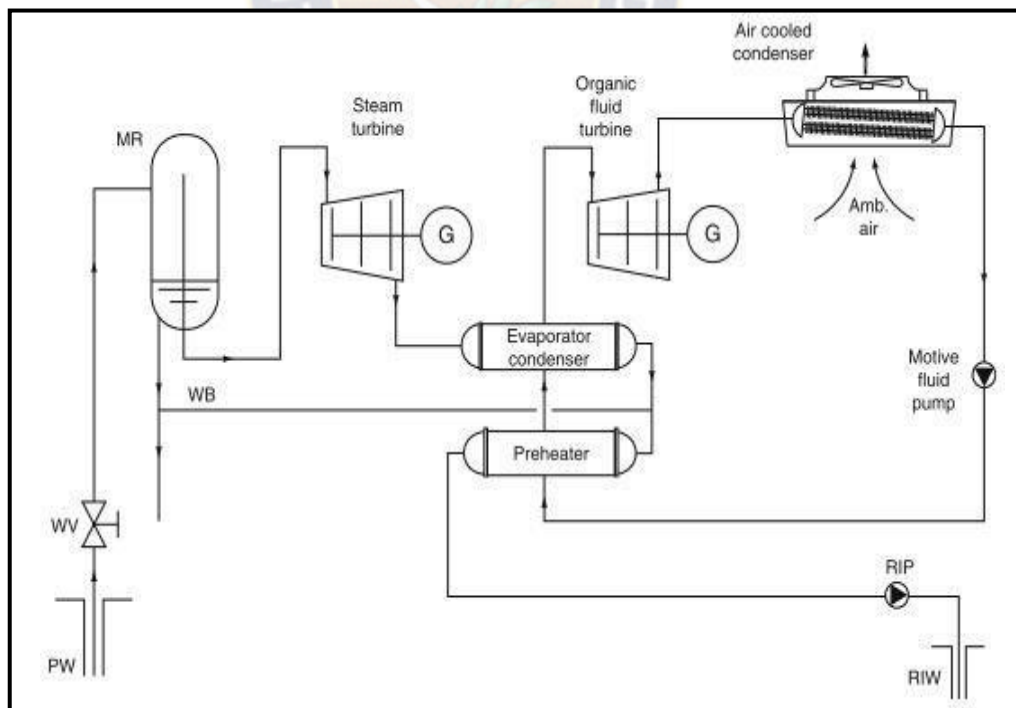 Air cooled
condenser
Organic
fluid
turbine
Steam
turbine
MR
G
G
Amb.
air
Evaporator
condenser
Motive
fluid
pump
WB
Preheater
WV
RIP
PW
RIW